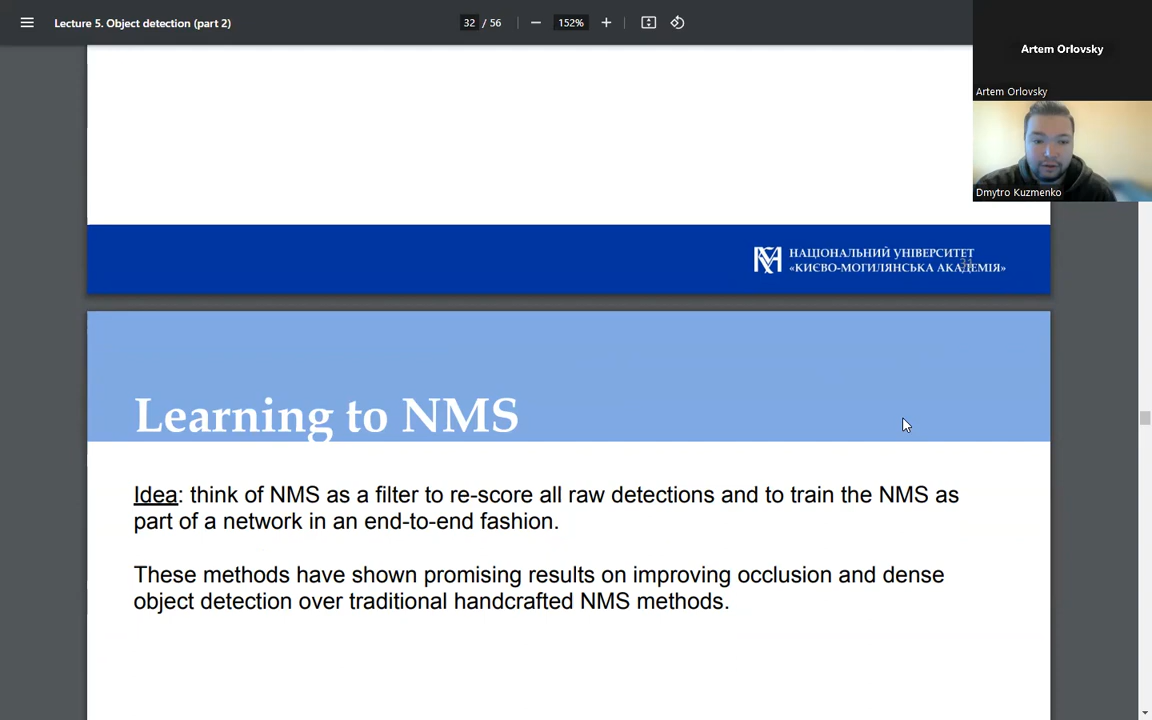 Lecture 5. Object detection (part 2)
32 / 56
152%
Artem Orlovsky
Artem Orlovsky
Dmytro Kuzmenko
НАЦІОНАЛЬНИЙ УНІВЕРСИТЕТ
«КИЄВО-МОГИЛЯНСЬКА АКАДЕМІЯ»
31
Learning to NMS
Idea: think of NMS as a filter to re-score all raw detections and to train the NMS as
part of a network in an end-to-end fashion.
These methods have shown promising results on improving occlusion and dense
object detection over traditional handcrafted NMS methods.